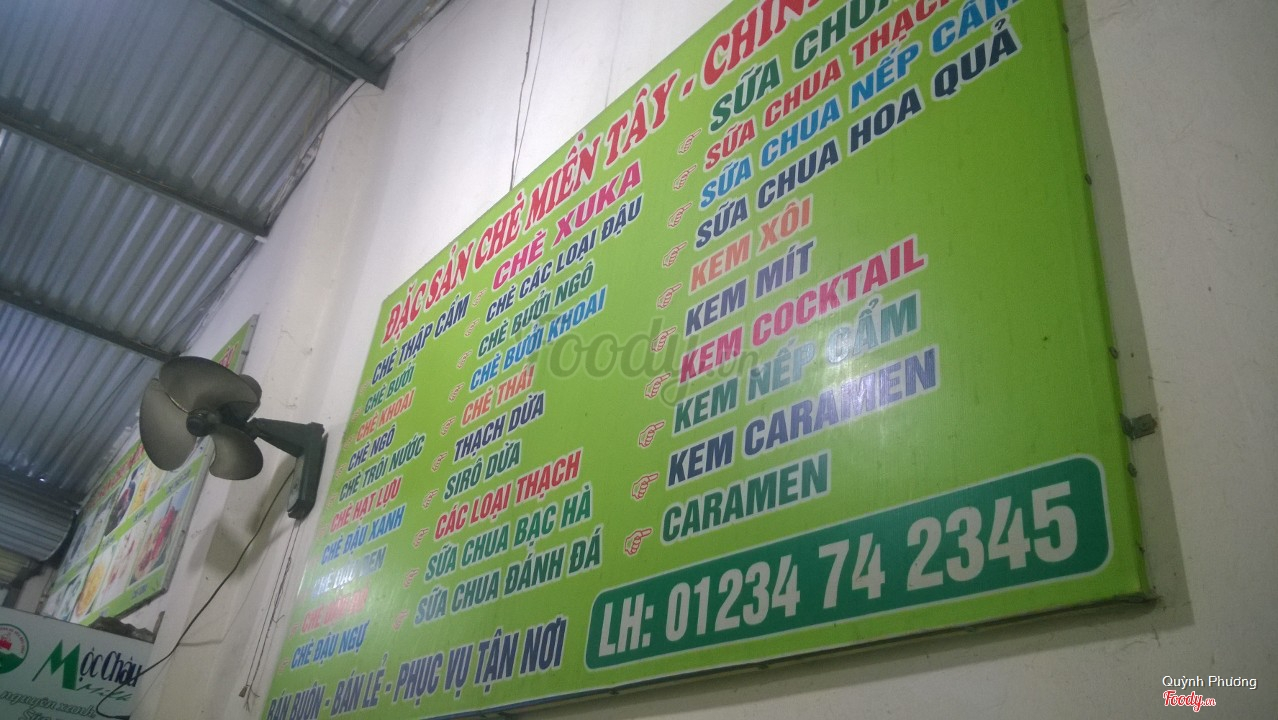 ĐẶC SẢN CHÈ MIỀN TÂY -
CHÈ THẬP CẨM
CHÈ BƯỞI
CHÈ KHOAI
CHÈ NGÔ
CHÈ TRÔI NƯỚC
CHÈ HẠT LỰU
CHÈ ĐẬU XANH
CHÈ ĐẬU ĐEN
CHÈ ĐẬU NGỰ
CHÈ XUKA
CHÈ CÁC LOẠI ĐẬU
CHÈ BƯỞI NGÔ
CHÈ BƯỞI KHOAI
CHÈ THÁI
THẠCH DỪA
SIRÔ DỪA
CÁC LOẠI THẠCH
SỮA CHUA BẠC HÀ
SỮA CHUA ĐÁNH ĐÁ
SỮA CHUA
SỮA CHUA THẠCH
SỮA CHUA NẾP CẨM
SỮA CHUA HOA QUẢ
KEM XÔI
KEM MÍT
KEM COCKTAIL
KEM NẾP CẨM
KEM CARAMEN
CARAMEN
BÁN BUÔN - BÁN LẺ - PHỤC VỤ TẬN NƠI
LH: 01234 74 2345
Mộc Châu
Milk
nguyên xanh
Foody.vn
Quỳnh Phương
Foody.vn